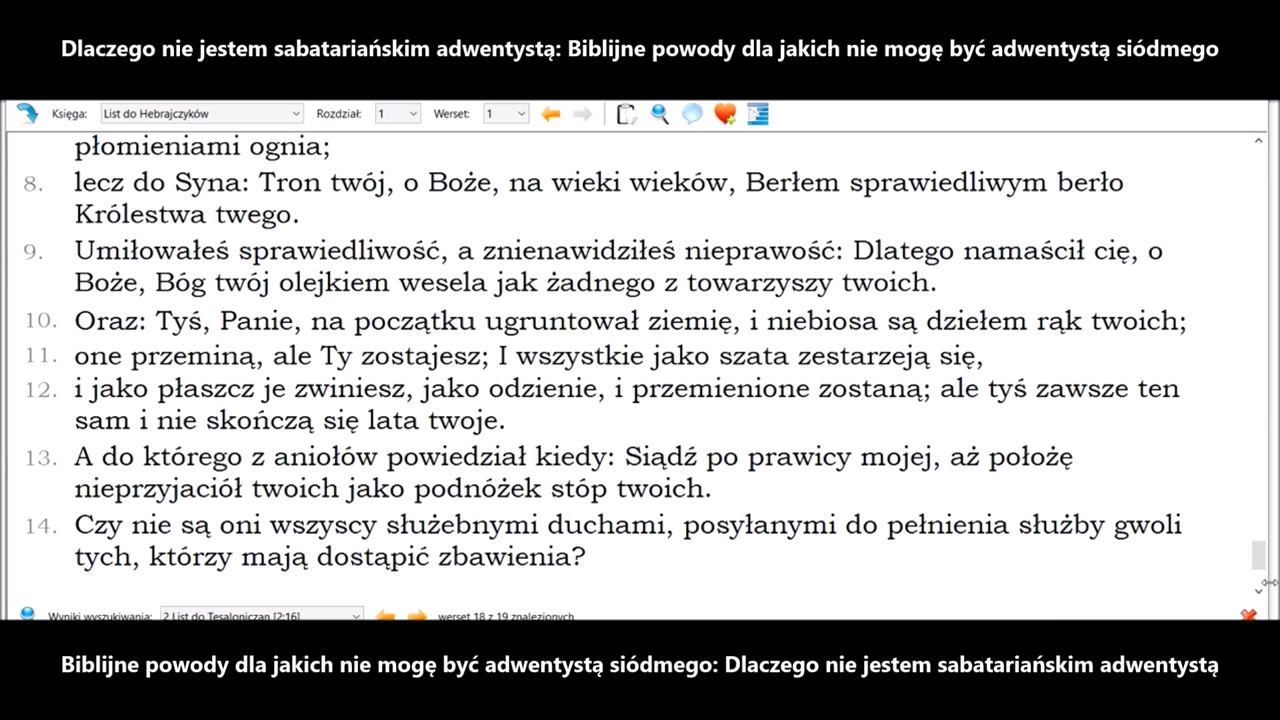 Dlaczego nie jestem sabatariańskim adwentystą: Biblijne powody dla jakich nie mogę być adwentystą siódmego
Księga: List do Hebrajczyków Rozdział: 1 Werset: 1
płomieniami ognia;
8. lecz do Syna: Tron twój, o Boże, na wieki wieków, Berłem sprawiedliwym berło
Królestwa twego.
9. Umiłowałeś sprawiedliwość, a znienawidziłeś nieprawość: Dlatego namaścił cię, o
Boże, Bóg twój olejkiem wesela jak żadnego z towarzyszy twoich.
10. Oraz: Tyś, Panie, na początku ugruntował ziemię, i niebiosa są dziełem rąk twoich;
11. one przeminą, ale Ty zostajesz; I wszystkie jako szata zestarzeją się,
12. i jako płaszcz je zwiniesz, jako odzienie, i przemienione zostaną; ale tyś zawsze ten
sam i nie skończą się lata twoje.
13. A do którego z aniołów powiedział kiedy: Siądź po prawicy mojej, aż położę
nieprzyjaciół twoich jako podnóżek stóp twoich.
14. Czy nie są oni wszyscy służebnymi duchami, posyłanymi do pełnienia służby gwoli
tych, którzy mają dostąpić zbawienia?
Wyniki wyszukiwania: 2 List do Tesaloniczan [2:16] werset 18 z 19 znalezionych
Biblijne powody dla jakich nie mogę być adwentystą siódmego: Dlaczego nie jestem sabatariańskim adwentystą